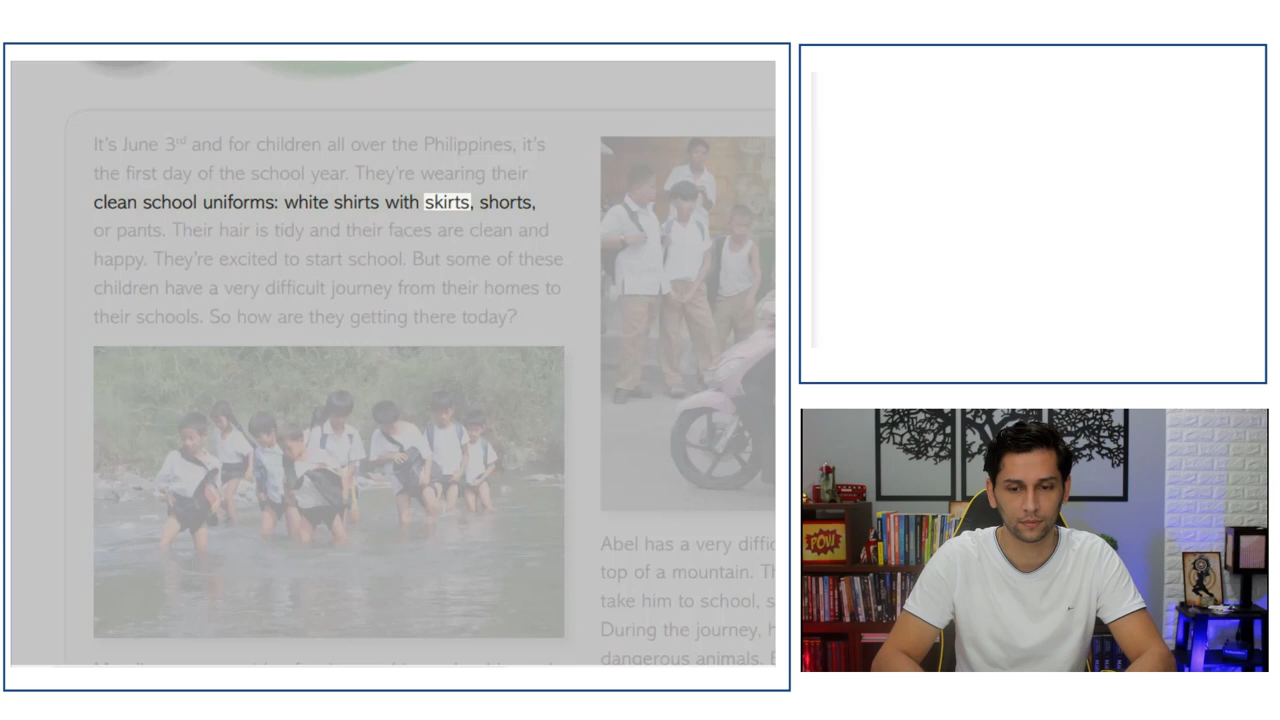 It's June 3rd and for children all over the Philippines, it's
the first day of the school year. They're wearing their
clean school uniforms: white shirts with skirts, shorts,
or pants. Their hair is tidy and their faces are clean and
happy. They're excited to start school. But some of these
children have a very difficult journey from their homes to
their schools. So how are they getting there today?
Abel has a very diffic
top of a mountain. Th
take him to school, s
During the journey, h
dangerous animals. E
POW